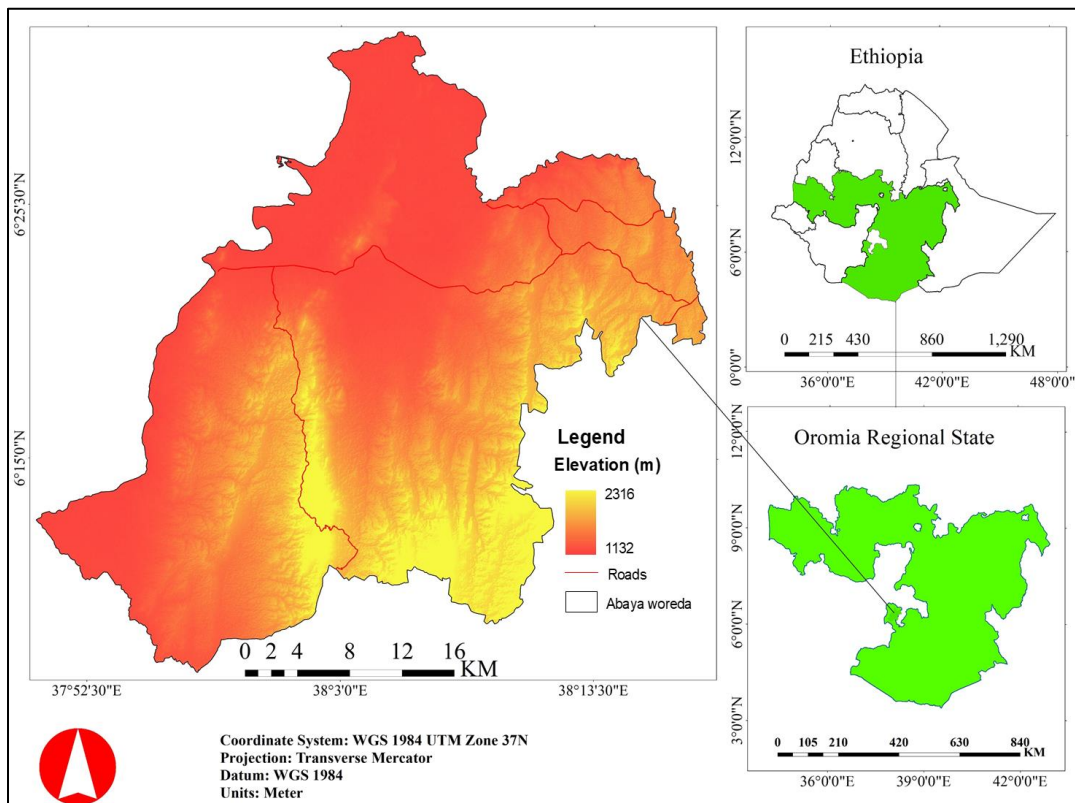 6°25'30"N
6°15'0"N
37°52'30"E
38°3'0"E
38°13'30"E
Legend
Elevation (m)
2316
1132
Roads
Abaya woreda
0 2 4 8 12 16
KM
Coordinate System: WGS 1984 UTM Zone 37N
Projection: Transverse Mercator
Datum: WGS 1984
Units: Meter
Ethiopia
12°0'0"N
6°0'0"N
0°0'0"
0 215 430 860 1,290
KM
36°0'0"E
42°0'0"E
48°0'0"E
Oromia Regional State
12°0'0"N
9°0'0"N
6°0'0"N
3°0'0"N
0 105 210 420 630 840
KM
36°0'0"E
39°0'0"E
42°0'0"E